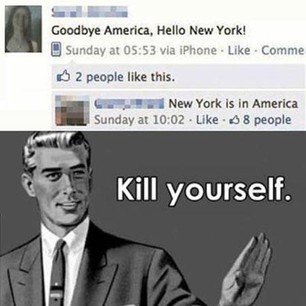 Goodbye America, Hello New York!
Sunday at 05:53 via iPhone · Like · Comme
2 people like this.
New York is in America
Sunday at 10:02 · Like · 8 people
Kill yourself.